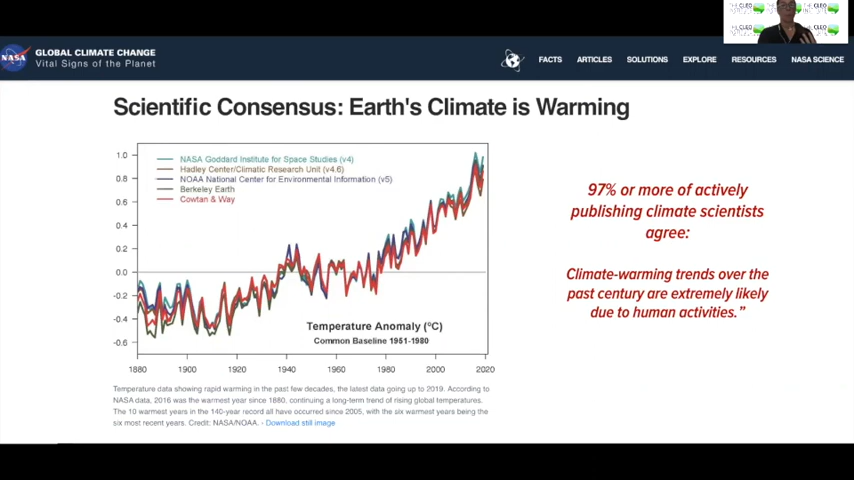 CLEO
CLEO
CLEO
CLEO
NASA
GLOBAL CLIMATE CHANGE
Vital Signs of the Planet
FACTS ARTICLES SOLUTIONS EXPLORE RESOURCES NASA SCIENCE
Scientific Consensus: Earth's Climate is Warming
NASA Goddard Institute for Space Studies (v4)
Hadley Center/Climatic Research Unit (v4.6)
NOAA National Center for Environmental Information (v5)
Berkeley Earth
Cowtan & Way
1.0
0.8
0.6
0.4
0.2
0.0
-0.2
-0.4
-0.6
Temperature Anomaly (ºC)
Common Baseline 1951-1980
1880 1900 1920 1940 1960 1980 2000 2020
Temperature data showing rapid warming in the past few decades, the latest data going up to 2019. According to
NASA data, 2016 was the warmest year since 1880, continuing a long-term trend of rising global temperatures.
The 10 warmest years in the 140-year record all have occurred since 2005, with the six warmest years being the
six most recent years. Credit: NASA/NOAA. - Download still image
97% or more of actively
publishing climate scientists
agree:
Climate-warming trends over the
past century are extremely likely
due to human activities.”